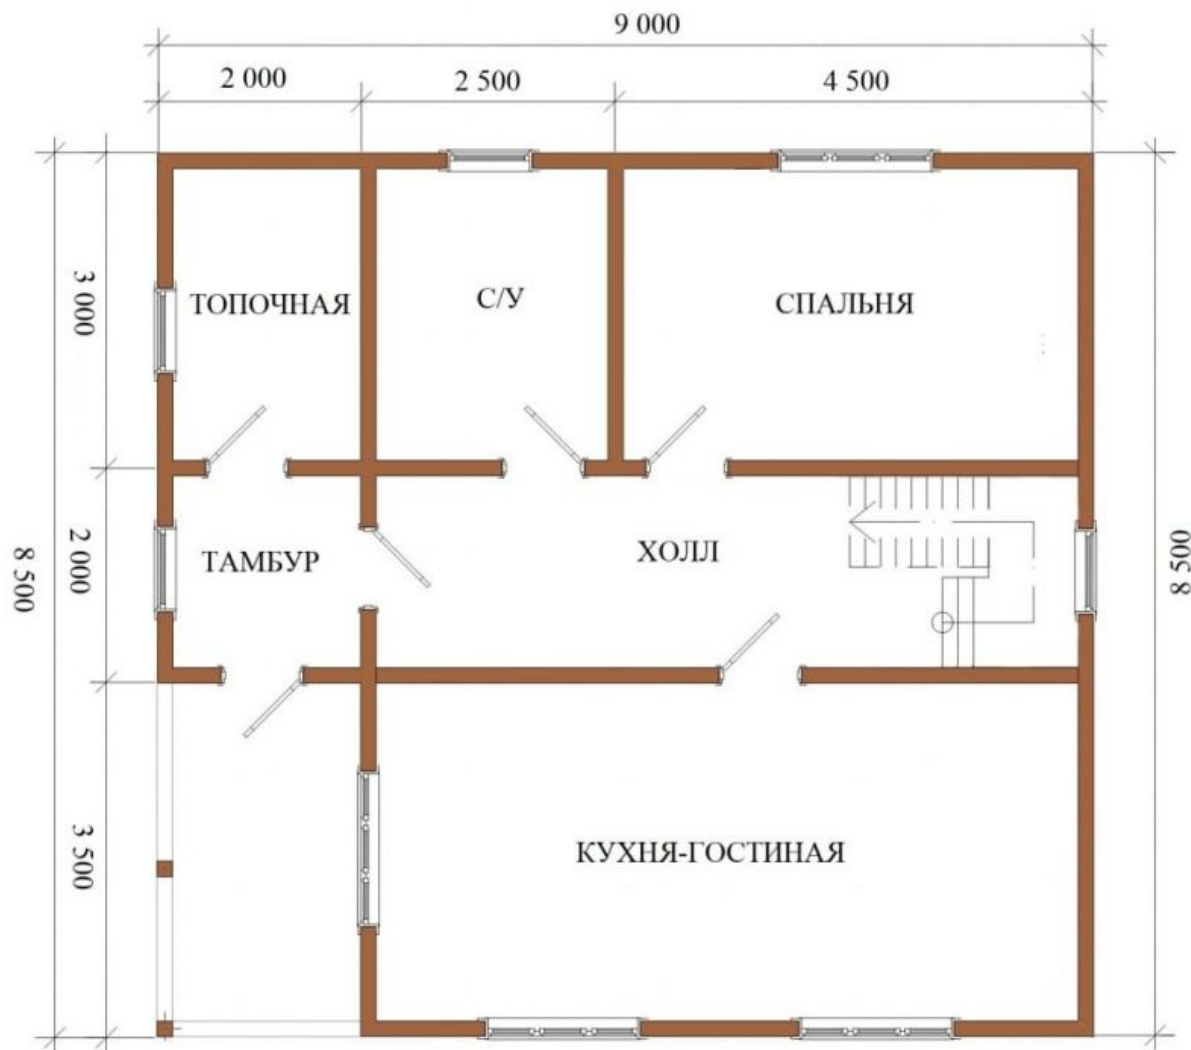 9 000
2 000
2 500
4 500
3 000
ТОПОЧНАЯ
С/У
СПАЛЬНЯ
8 500
2 000
ТАМБУР
ХОЛЛ
8 500
3 500
КУХНЯ-ГОСТИНАЯ